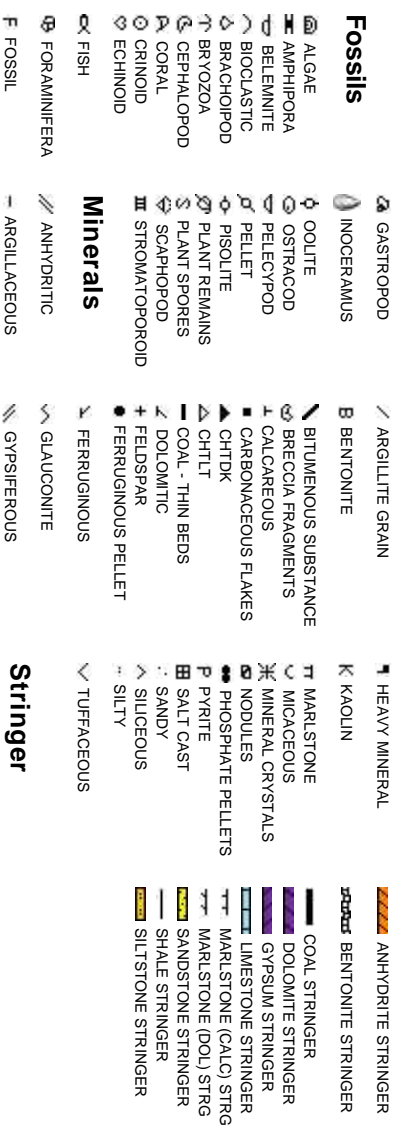 Fossils
ALGAE
AMPHIPORA
BELEMNITE
BIOCLASTIC
BRACHOIPOD
BRYOZOA
CEPHALOPOD
CORAL
CRINOID
ECHINOID
FISH
FORAMINIFERA
F FOSSIL
GASTROPOD
INOCERAMUS
OOLITE
OSTRACOD
PELECYPOD
PELLET
PISOLITE
PLANT REMAINS
PLANT SPORES
SCAPHOPOD
STROMATOPOROID
Minerals
ANHYDRITIC
ARGILLACEOUS
ARGILLITE GRAIN
B BENTONITE
BITUMENOUS SUBSTANCE
BRECCIA FRAGMENTS
CALCAREOUS
CARBONACEOUS FLAKES
CHTDK
CHTLT
COAL - THIN BEDS
DOLOMITIC
FELDSPAR
FERRUGINOUS PELLET
FERRUGINOUS
GLAUCONITE
GYPSIFEROUS
HEAVY MINERAL
K KAOLIN
MARLSTONE
MICACEOUS
MINERAL CRYSTALS
NODULES
PHOSPHATE PELLETS
P PYRITE
SALT CAST
SANDY
SILICEOUS
SILTY
TUFFACEOUS
Stringer
ANHYDRITE STRINGER
BENTONITE STRINGER
COAL STRINGER
DOLOMITE STRINGER
GYPSUM STRINGER
LIMESTONE STRINGER
MARLSTONE (CALC) STRG
MARLSTONE (DOL) STRG
SANDSTONE STRINGER
SHALE STRINGER
SILTSTONE STRINGER